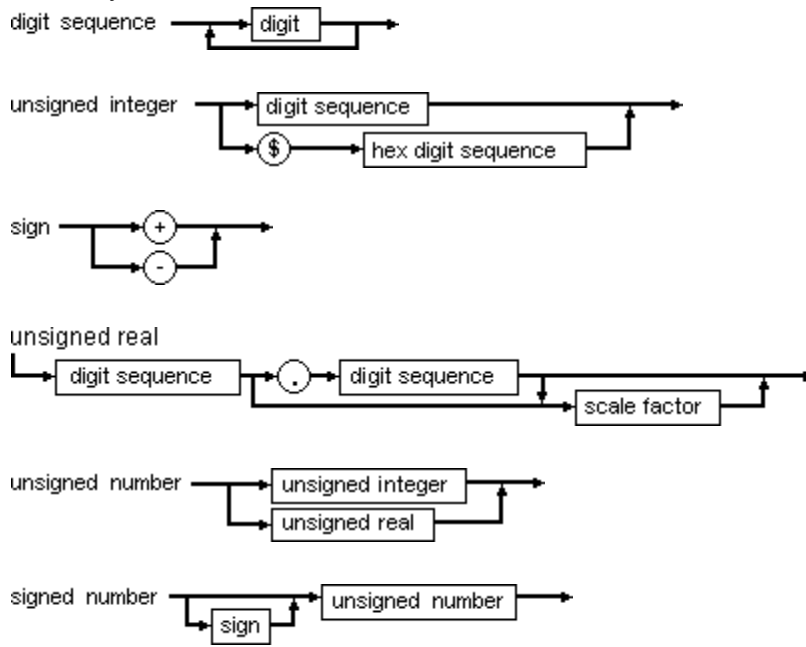 digit sequence digit
unsigned integer digit sequence
$ hex digit sequence
sign +
-
unsigned real
digit sequence . digit sequence
scale factor
unsigned number unsigned integer
unsigned real
signed number unsigned number
sign